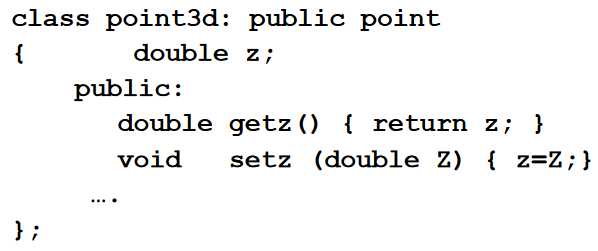 class point3d: public point
{ double z;
public:
double getz() { return z; }
void setz (double Z) { z=Z;}
….
};